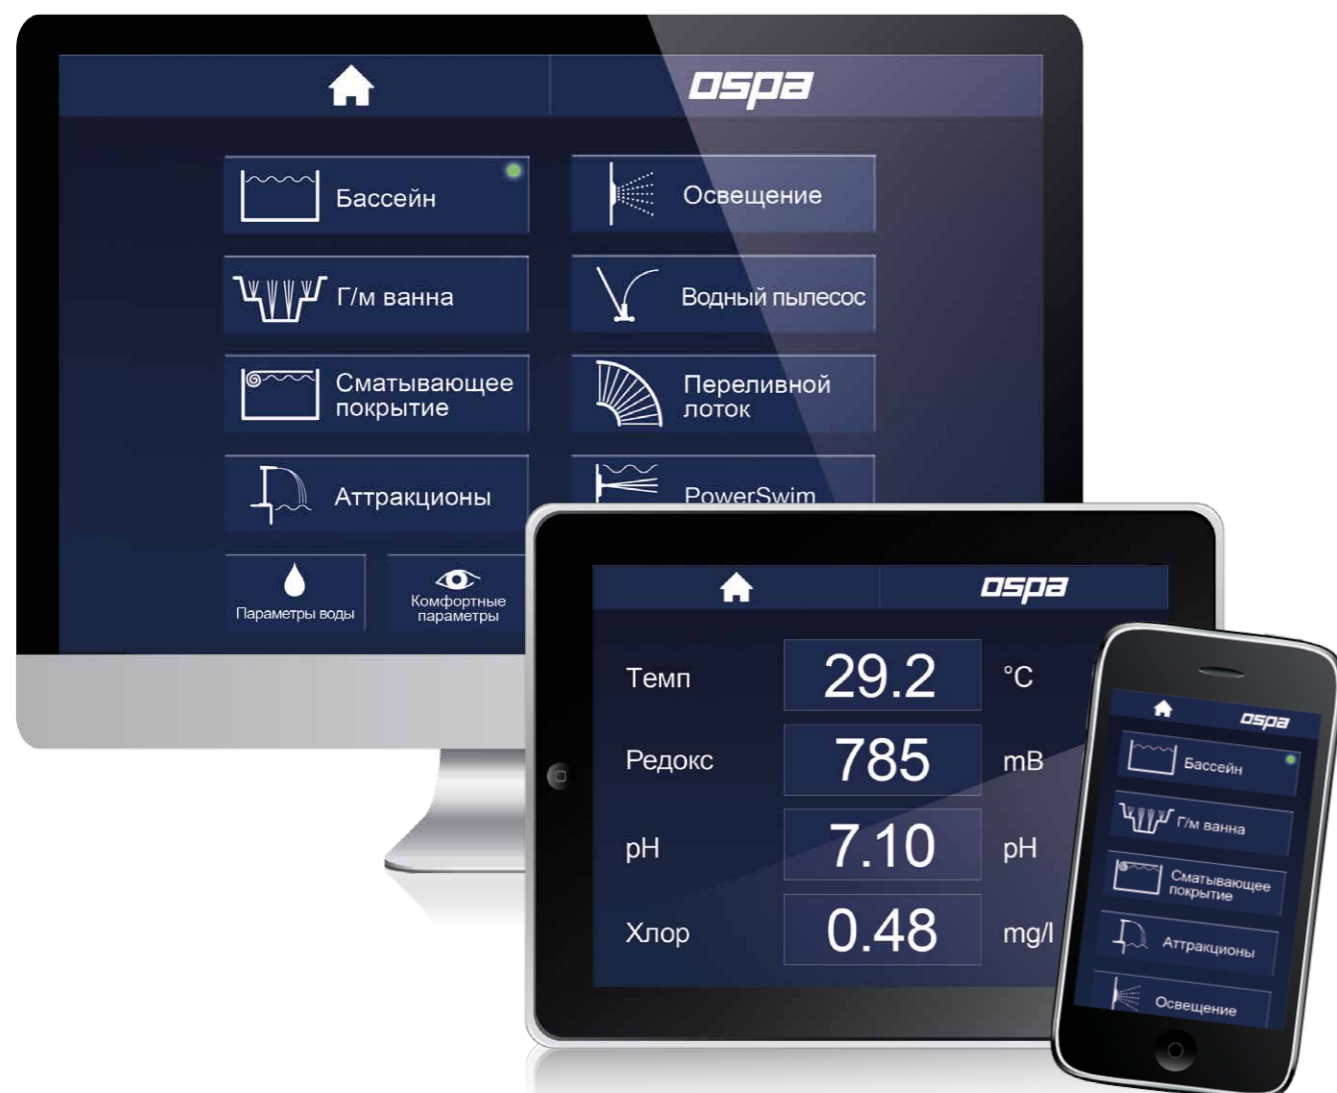 ospa
Бассейн
Освещение
Г/м ванна
Водный пылесос
Сматывающее
покрытие
Переливной
лоток
Аттракционы
PowerSwim
Параметры воды
Комфортные
параметры
ospa
Темп 29.2 °C
Редокс 785 mB
pH 7.10 pH
Хлор 0.48 mg/l
ospa
Бассейн
Г/м ванна
Сматывающее
покрытие
Аттракционы
Освещение